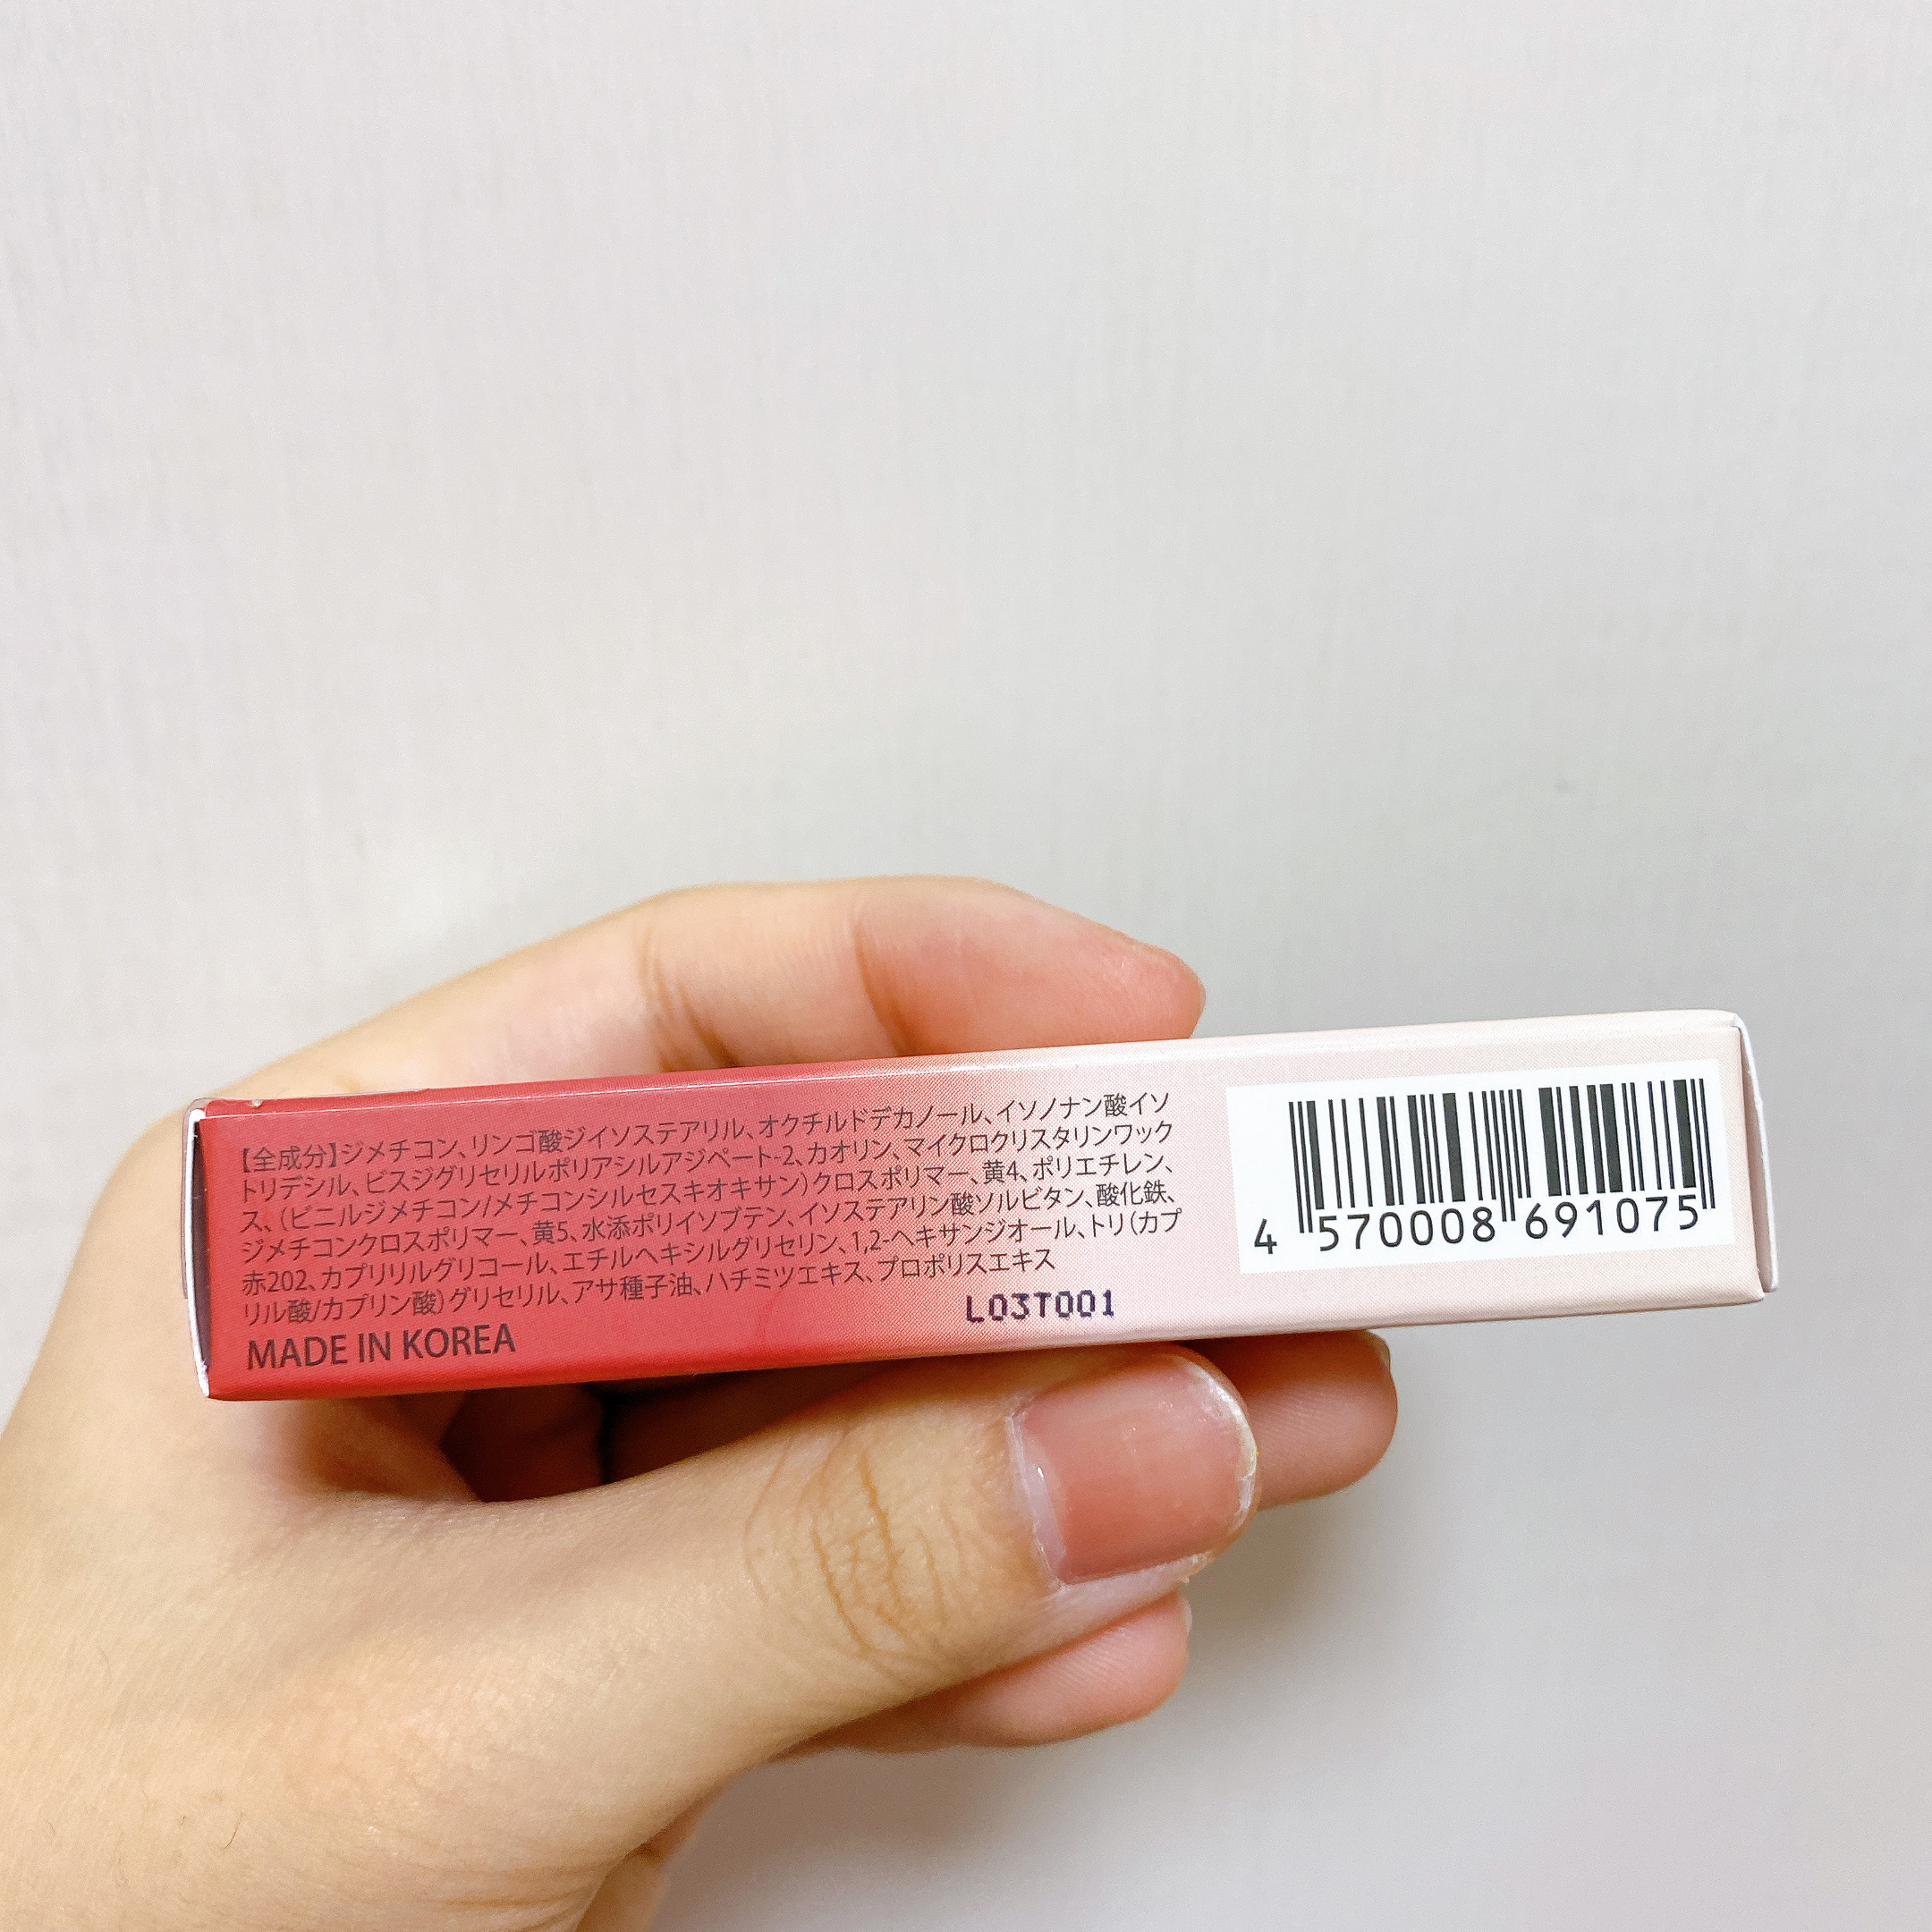 【全成分】ジメチコン、リンゴ酸ジイソステアリル、オクチルドデカノール、イソノナン酸イソ
トリデシル、ビスジグリセリルポリアシルアジペート-2、カオリン、マイクロクリスタリンワック
ス、（ビニルジメチコン/メチコンシルセスキオキサン）クロスポリマー、黄4、ポリエチレン、
ジメチコンクロスポリマー、黄5、水添ポリイソブテン、イソステアリン酸ソルビタン、酸化鉄、
赤202、カプリリルグリコール、エチルヘキシルグリセリン、1,2-ヘキサンジオール、トリ（カプ
リル酸/カプリン酸）グリセリル、アサ種子油、ハチミツエキス、プロポリスエキス
MADE IN KOREA
L03T001
4 570008 691075